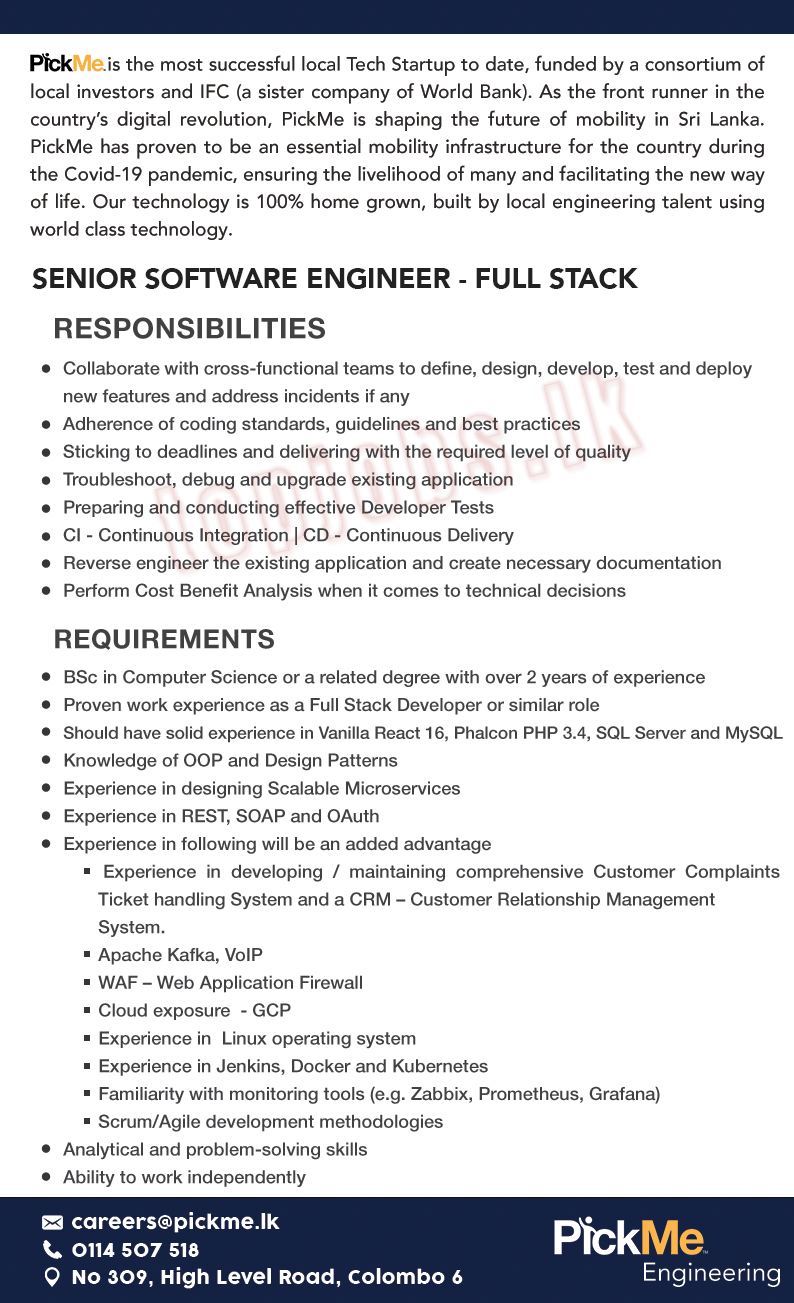 PickMe is the most successful local Tech Startup to date, funded by a consortium of
local investors and IFC (a sister company of World Bank). As the front runner in the
country's digital revolution, PickMe is shaping the future of mobility in Sri Lanka.
PickMe has proven to be an essential mobility infrastructure for the country during
the Covid-19 pandemic, ensuring the livelihood of many and facilitating the new way
of life. Our technology is 100% home grown, built by local engineering talent using
world class technology.
SENIOR SOFTWARE ENGINEER - FULL STACK
RESPONSIBILITIES
● Collaborate with cross-functional teams to define, design, develop, test and deploy
new features and address incidents if any
● Adherence of coding standards, guidelines and best practices
● Sticking to deadlines and delivering with the required level of quality
● Troubleshoot, debug and upgrade existing application
● Preparing and conducting effective Developer Tests
● CI - Continuous Integration | CD - Continuous Delivery
● Reverse engineer the existing application and create necessary documentation
● Perform Cost Benefit Analysis when it comes to technical decisions
topjobs.lk
REQUIREMENTS
● BSc in Computer Science or a related degree with over 2 years of experience
● Proven work experience as a Full Stack Developer or similar role
● Should have solid experience in Vanilla React 16, Phalcon PHP 3.4, SQL Server and MySQL
● Knowledge of OOP and Design Patterns
● Experience in designing Scalable Microservices
● Experience in REST, SOAP and OAuth
● Experience in following will be an added advantage
▪ Experience in developing / maintaining comprehensive Customer Complaints
Ticket handling System and a CRM – Customer Relationship Management
System.
▪ Apache Kafka, VoIP
▪ WAF – Web Application Firewall
▪ Cloud exposure - GCP
▪ Experience in Linux operating system
▪ Experience in Jenkins, Docker and Kubernetes
▪ Familiarity with monitoring tools (e.g. Zabbix, Prometheus, Grafana)
▪ Scrum/Agile development methodologies
● Analytical and problem-solving skills
● Ability to work independently
careers@pickme.lk
0114 507 518
No 309, High Level Road, Colombo 6
PickMe
Engineering